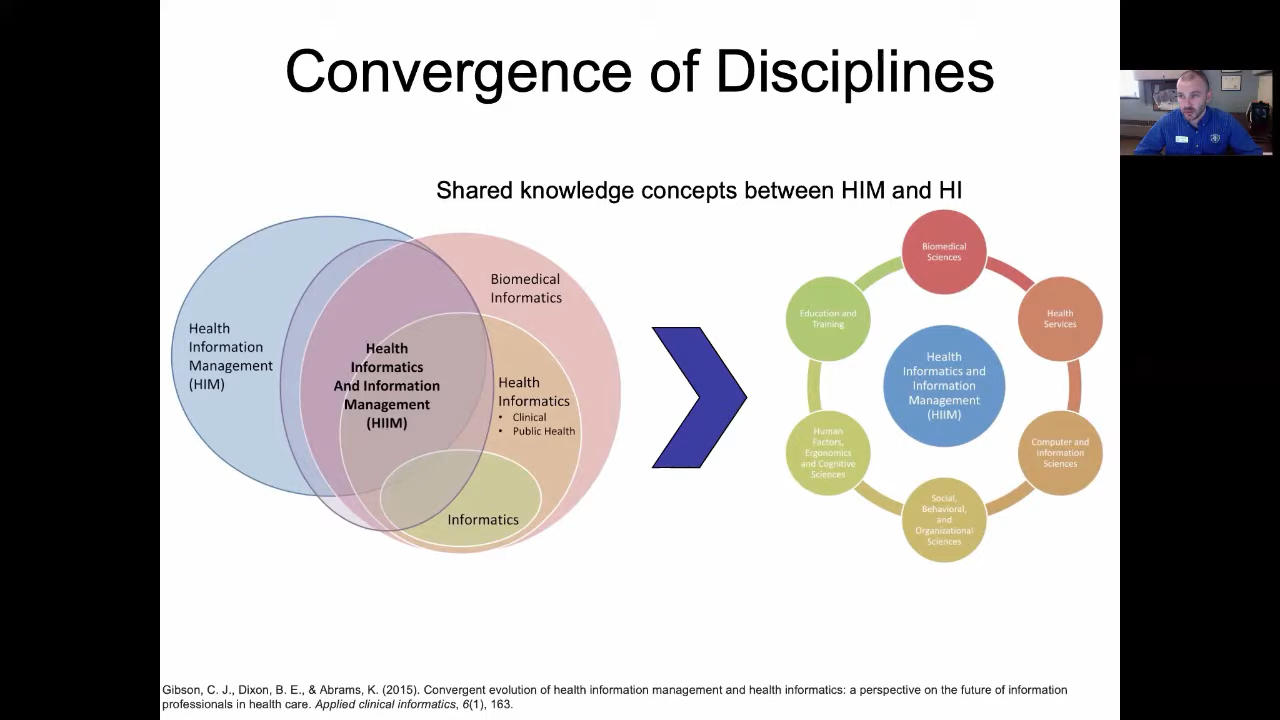 Convergence of Disciplines
Shared knowledge concepts between HIM and HI
Health
Information
Management
(HIM)
Health
Informatics
And Information
Management
(HIIM)
Biomedical
Informatics
Health
Informatics
• Clinical
• Public Health
Informatics
Biomedical
Sciences
Health
Services
Computer and
Information
Sciences
Social,
Behavioral,
and
Organizational
Sciences
Human
Factors,
Ergonomics
and Cognitive
Sciences
Education and
Training
Health
Informatics and
Information
Management
(HIIM)
Gibson, C. J., Dixon, B. E., & Abrams, K. (2015). Convergent evolution of health information management and health informatics: a perspective on the future of information
professionals in health care. Applied clinical informatics, 6(1), 163.